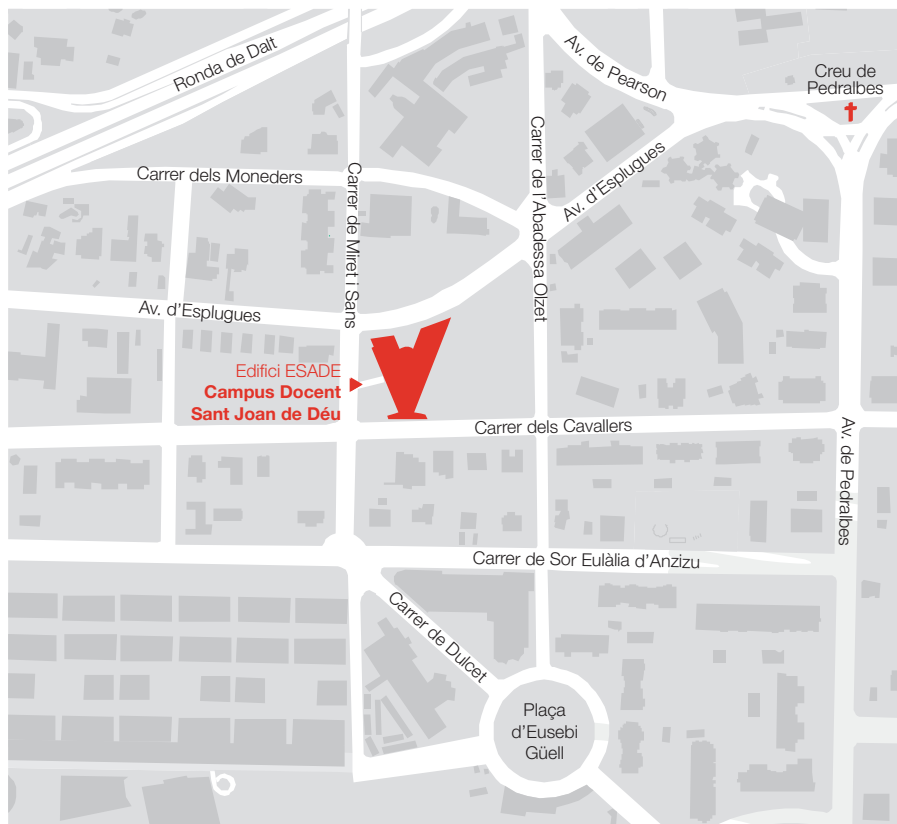 Ronda de Dalt
Av. de Pearson
Creu de
Pedralbes
Carrer dels Moneders
Carrer de Miret i Sans
Carrer de l'Abadessa Olzet
Av. d'Esplugues
Av. d'Esplugues
Edifici ESADE
Campus Docent
Sant Joan de Déu
Carrer dels Cavallers
Av. de Pedralbes
Carrer de Sor Eulàlia d'Anzizu
Carrer de Dulcet
Plaça
d'Eusebi
Güell